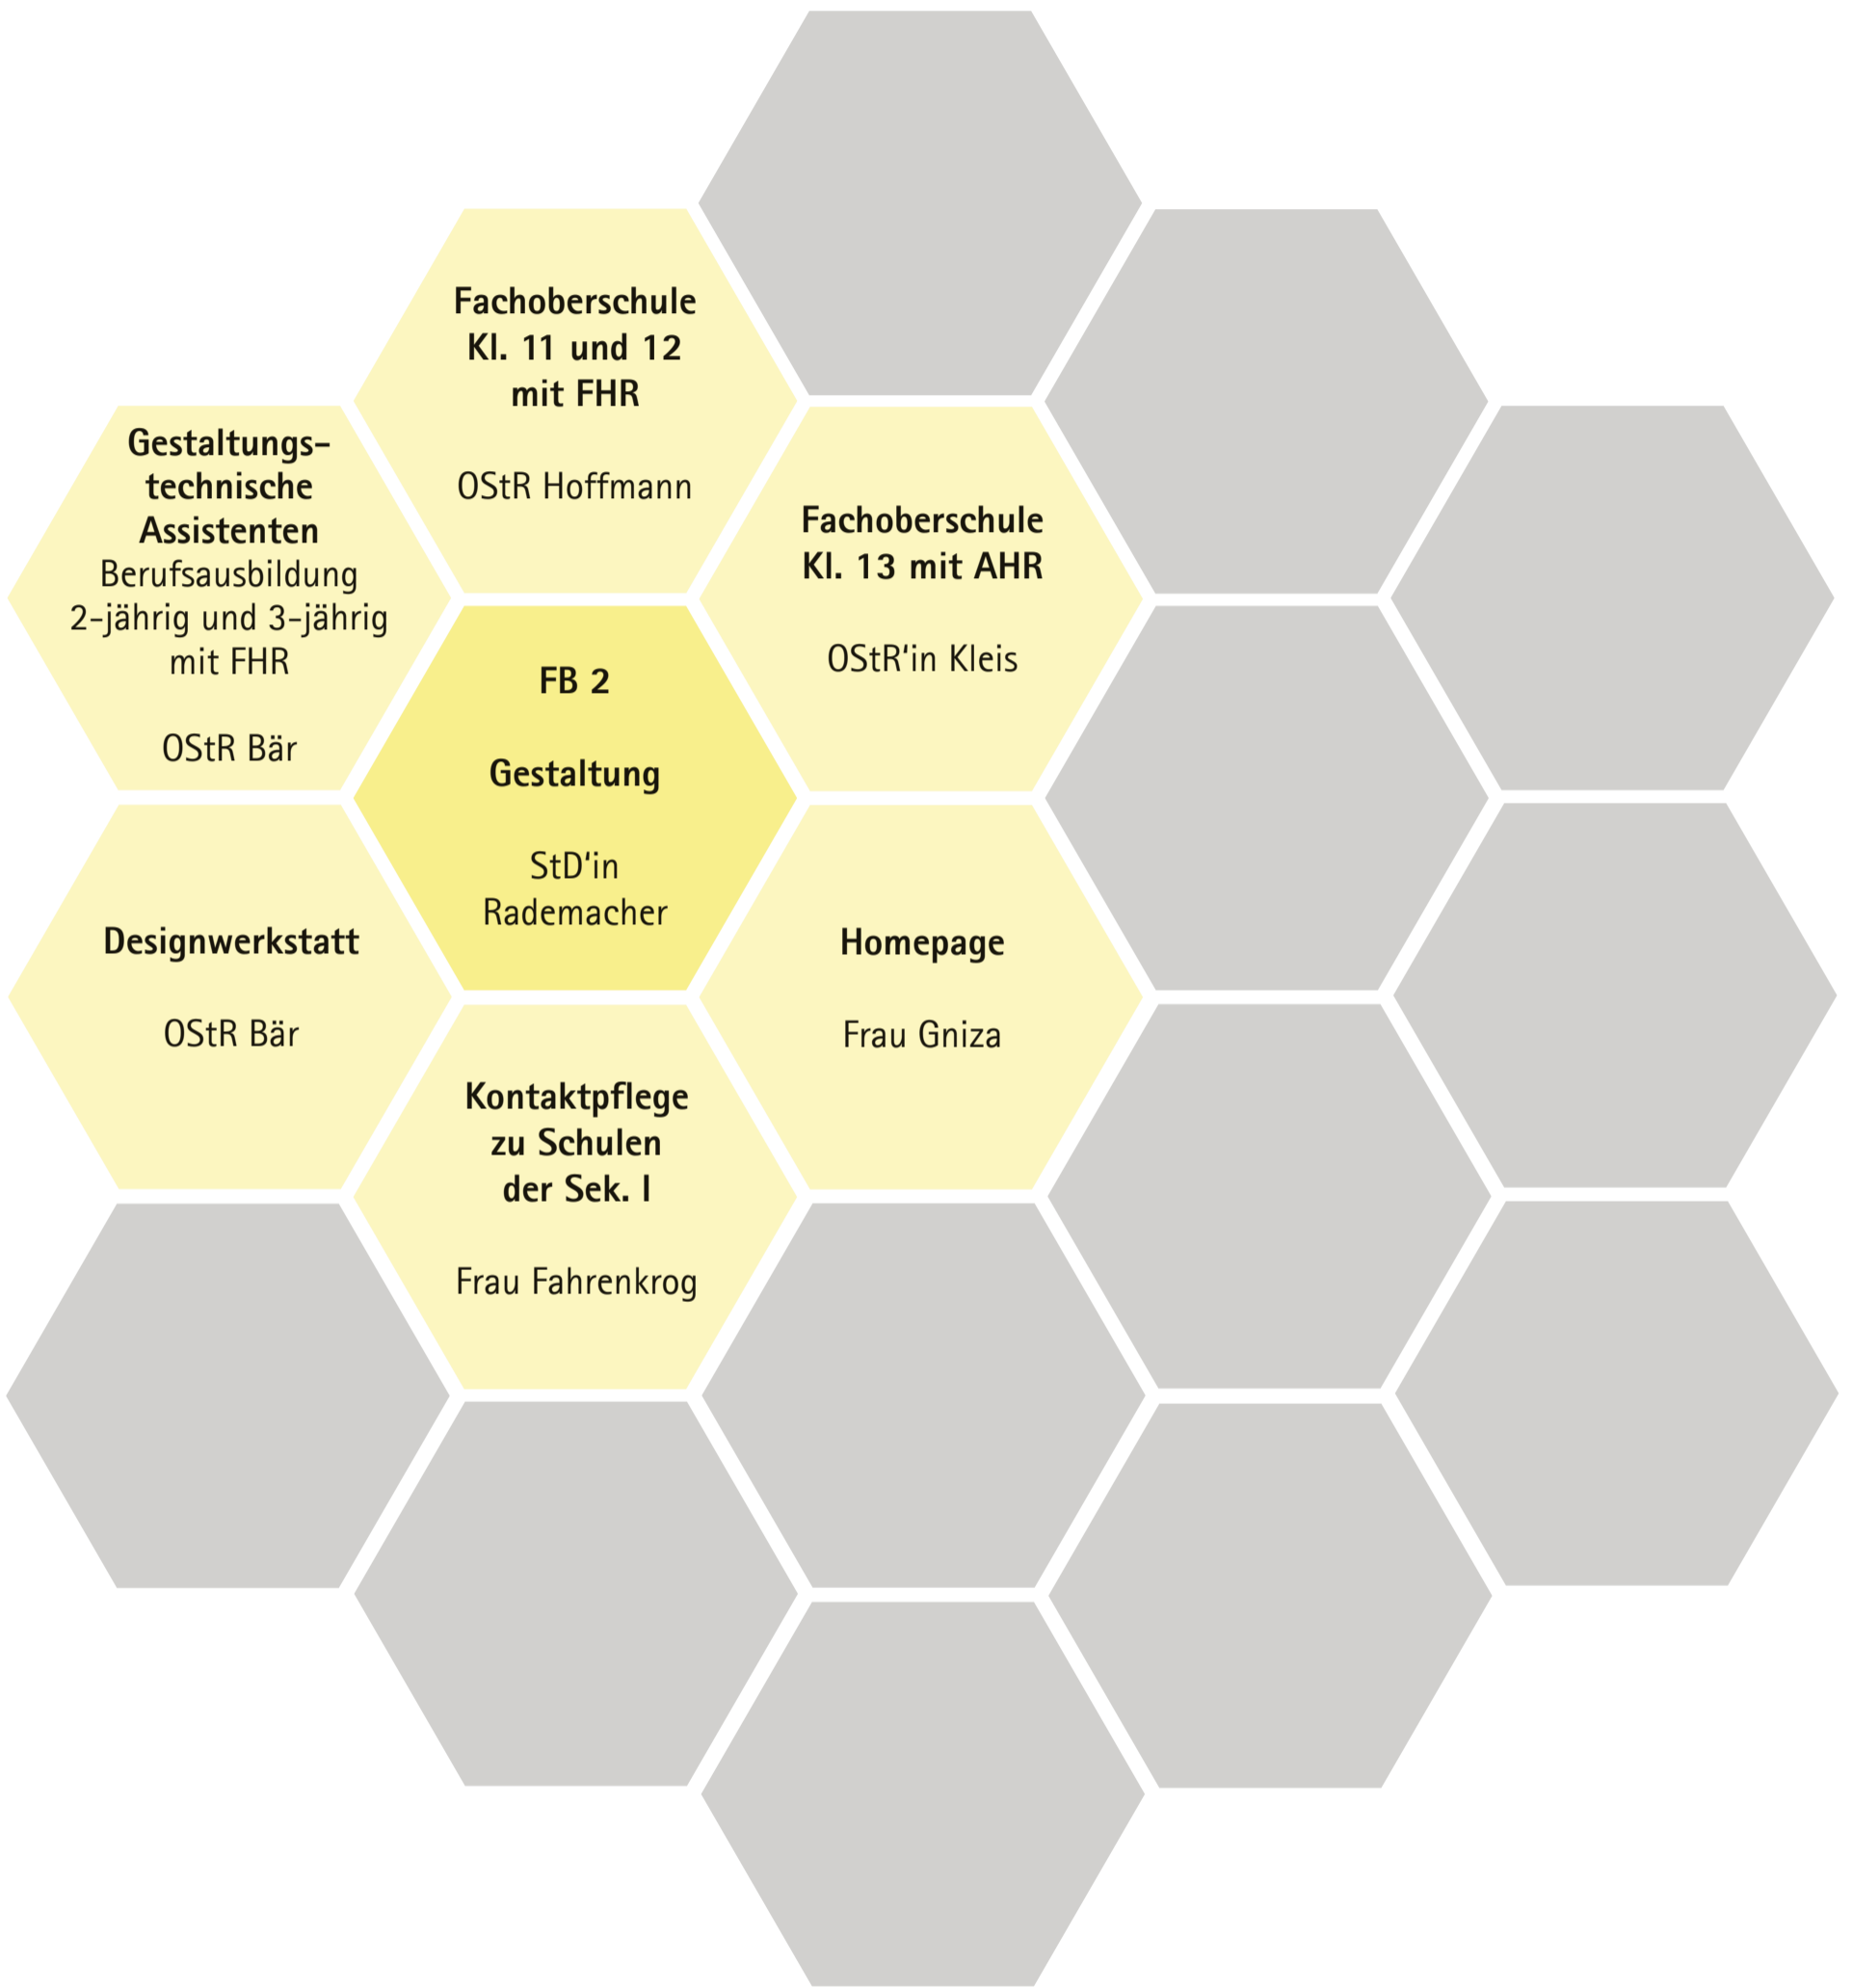 Fachoberschule
Kl. 11 und 12
mit FHR
OStR Hoffmann
Gestaltungs-
technische
Assistenten
Berufsausbildung
2-jährig und 3-jährig
mit FHR
OStR Bär
Fachoberschule
Kl. 13 mit AHR
OStR‘in Kleis
FB 2
Gestaltung
StD‘in
Rademacher
Designwerkstatt
OStR Bär
Homepage
Frau Gniza
Kontaktpflege
zu Schulen
der Sek. I
Frau Fahrenkrog